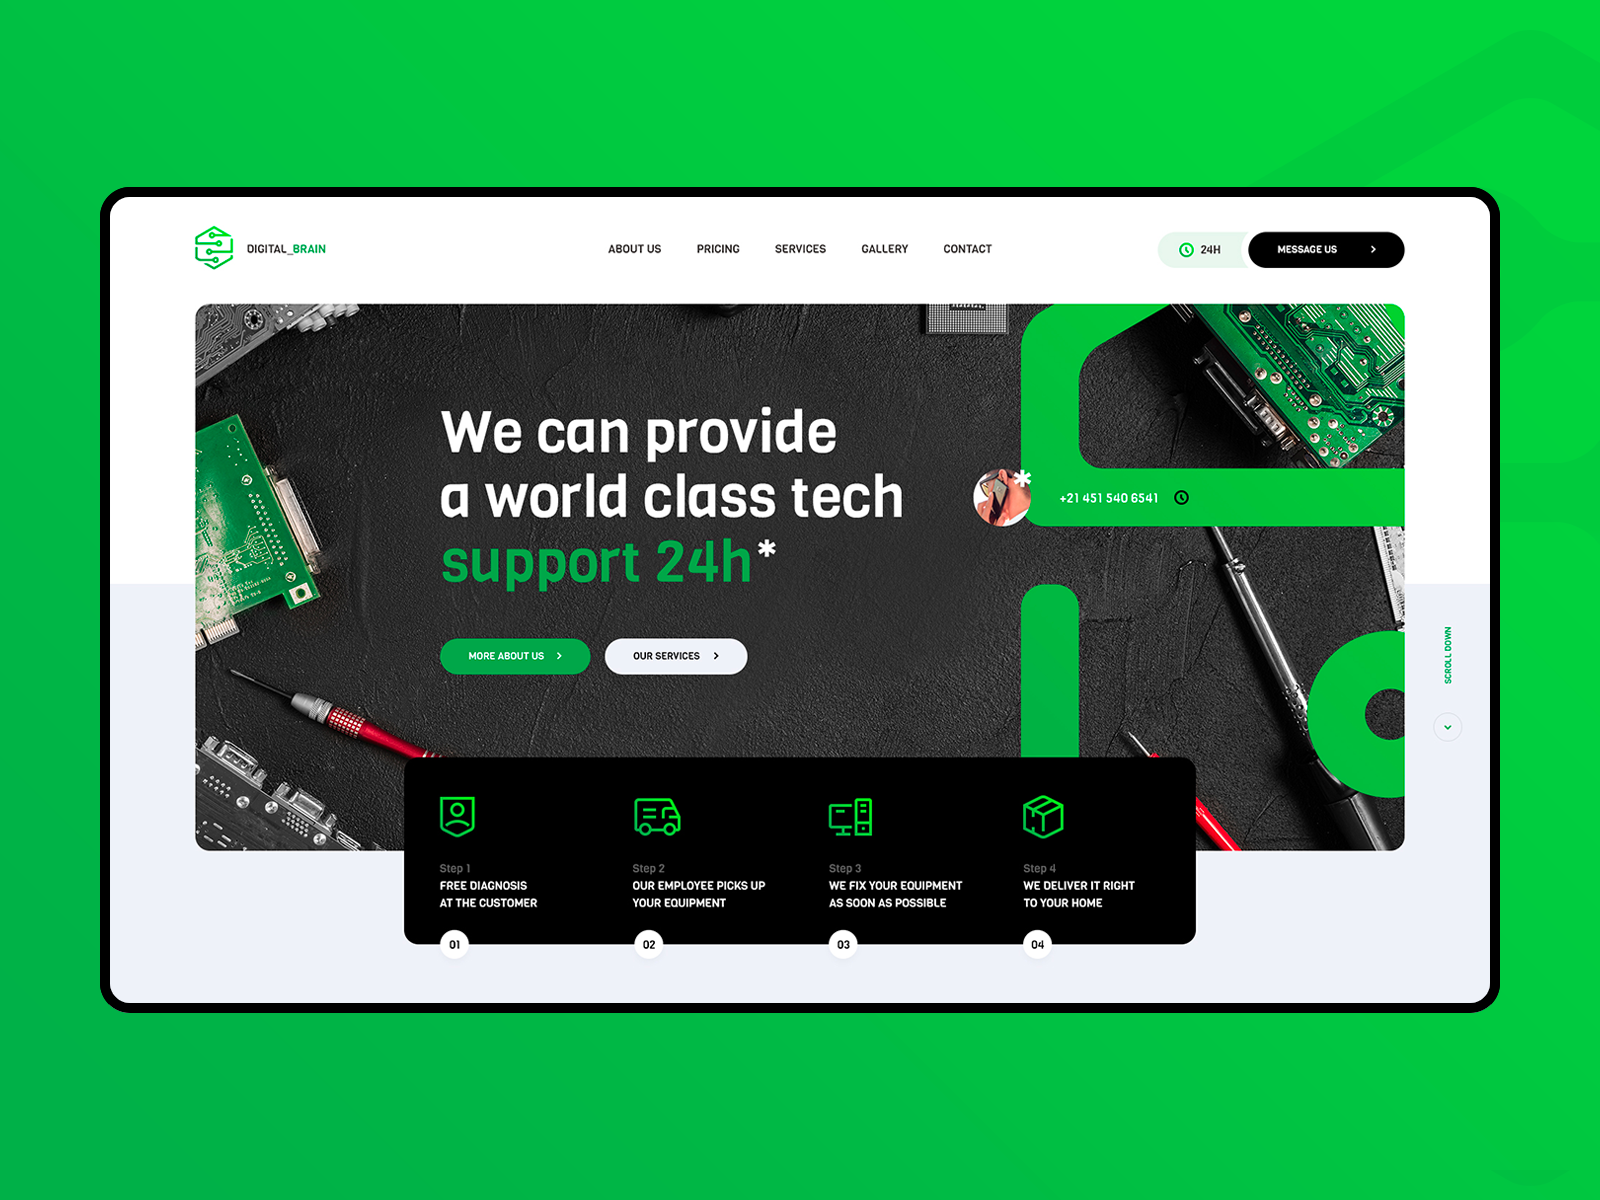 DIGITAL_BRAIN
ABOUT US
PRICING
SERVICES
GALLERY
CONTACT
24H
MESSAGE US
We can provide
a world class tech
support 24h*
*
+21 451 540 6541
MORE ABOUT US
OUR SERVICES
SCROLL DOWN
Step 1
FREE DIAGNOSIS
AT THE CUSTOMER
01
Step 2
OUR EMPLOYEE PICKS UP
YOUR EQUIPMENT
02
Step 3
WE FIX YOUR EQUIPMENT
AS SOON AS POSSIBLE
03
Step 4
WE DELIVER IT RIGHT
TO YOUR HOME
04